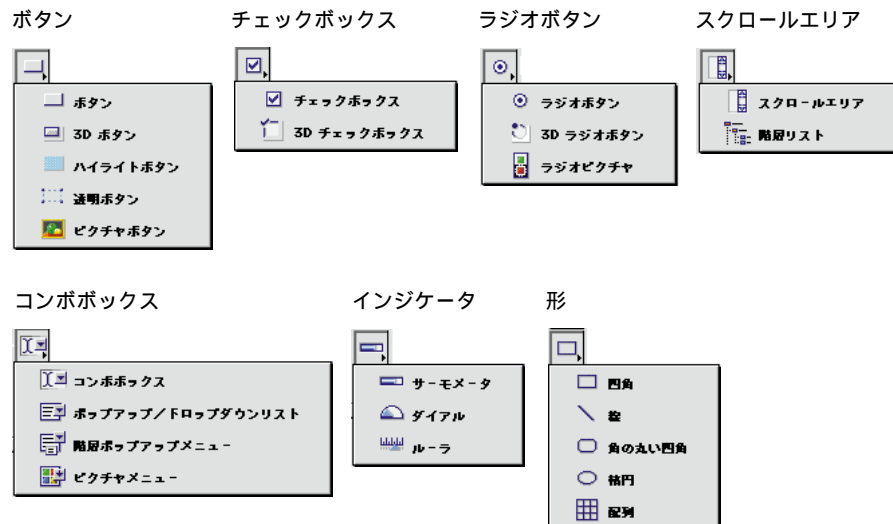 ボタン
ボタン
3D ボタン
ハイライトボタン
透明ボタン
ピクチャボタン
チェックボックス
チェックボックス
3D チェックボックス
ラジオボタン
ラジオボタン
3D ラジオボタン
ラジオピクチャ
スクロールエリア
スクロールエリア
階層リスト
コンボボックス
コンボボックス
ポップアップ/ドロップダウンリスト
階層ポップアップメニュー
ピクチャメニュー
インジケータ
サーモメータ
ダイアル
ルーラ
形
四角
線
角の丸い四角
楕円
配列